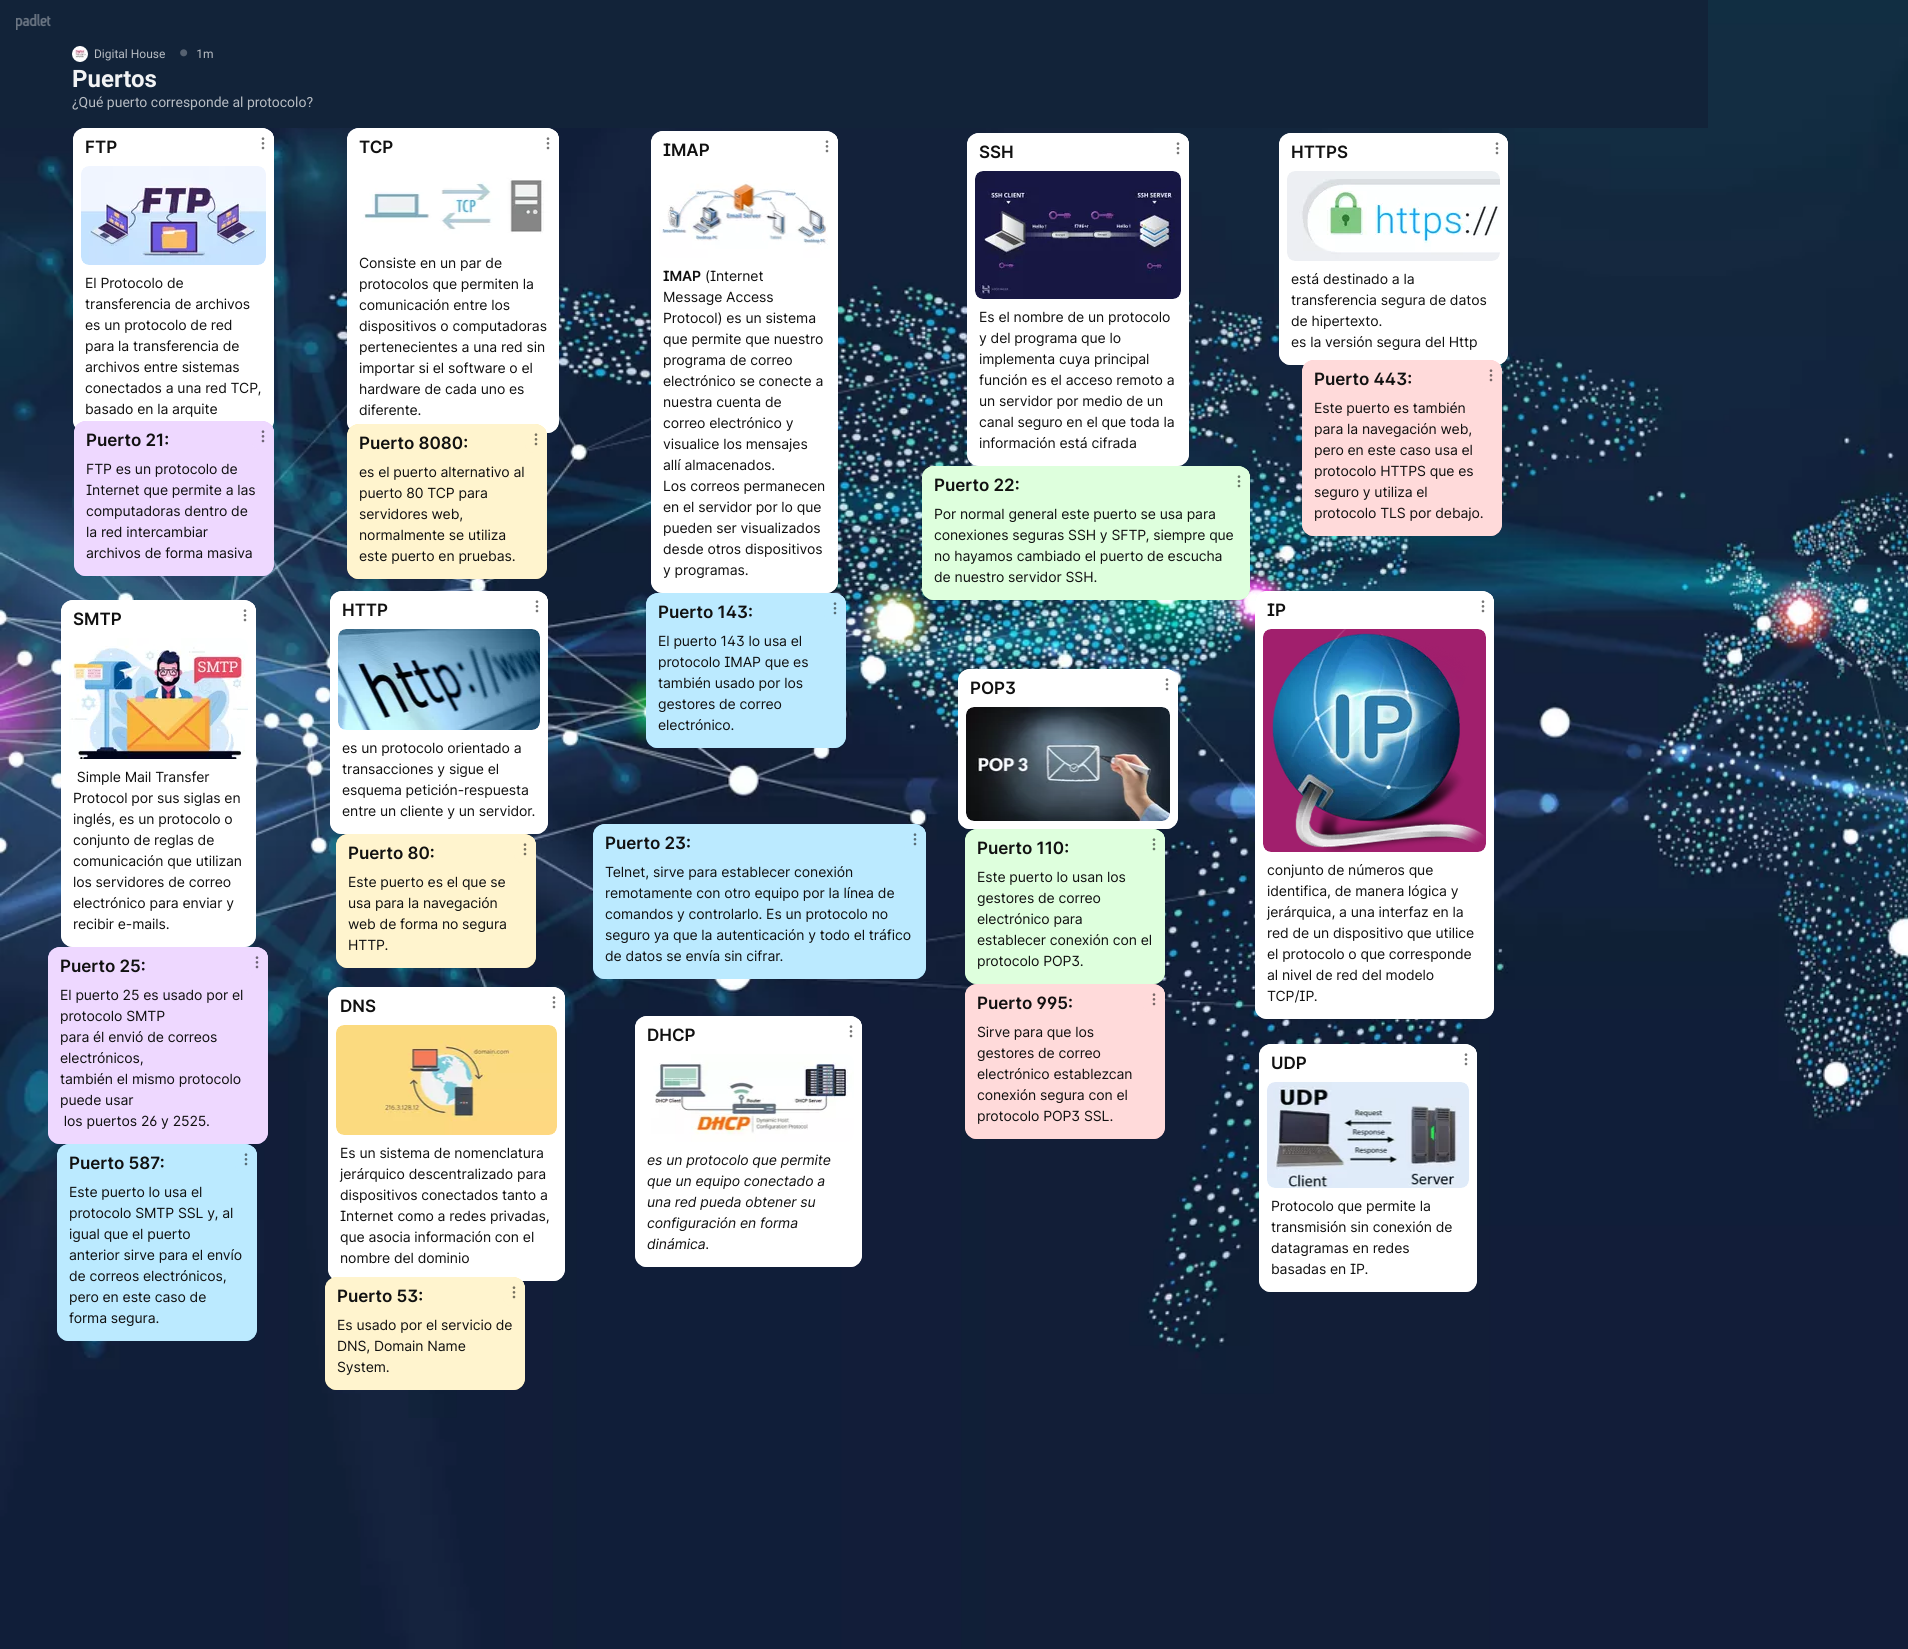 padlet
Digital House
1m
Puertos
¿Qué puerto corresponde al protocolo?
FTP
FTP
El Protocolo de
transferencia de archivos
es un protocolo de red
para la transferencia de
archivos entre sistemas
conectados a una red TCP,
basado en la arquite
Puerto 21:
FTP es un protocolo de
Internet que permite a las
computadoras dentro de
la red intercambiar
archivos de forma masiva
SMTP
SMTP
Simple Mail Transfer
Protocol por sus siglas en
inglés, es un protocolo o
conjunto de reglas de
comunicación que utilizan
los servidores de correo
electrónico para enviar y
recibir e-mails.
Puerto 25:
El puerto 25 es usado por el
protocolo SMTP
para él envió de correos
electrónicos,
también el mismo protocolo
puede usar
los puertos 26 y 2525.
Puerto 587:
Este puerto lo usa el
protocolo SMTP SSL y, al
igual que el puerto
anterior sirve para el envío
de correos electrónicos,
pero en este caso de
forma segura.
TCP
TCP
Consiste en un par de
protocolos que permiten la
comunicación entre los
dispositivos o computadoras
pertenecientes a una red sin
importar si el software o el
hardware de cada uno es
diferente.
Puerto 8080:
es el puerto alternativo al
puerto 80 TCP para
servidores web,
normalmente se utiliza
este puerto en pruebas.
HTTP
http://www
es un protocolo orientado a
transacciones y sigue el
esquema petición-respuesta
entre un cliente y un servidor.
Puerto 80:
Este puerto es el que se
usa para la navegación
web de forma no segura
HTTP.
DNS
domain.com
216.3.128.12
Es un sistema de nomenclatura
jerárquico descentralizado para
dispositivos conectados tanto a
Internet como a redes privadas,
que asocia información con el
nombre del dominio
Puerto 53:
Es usado por el servicio de
DNS, Domain Name
System.
IMAP
Email Server
Desktop PC
Desktop PC
IMAP (Internet
Message Access
Protocol) es un sistema
que permite que nuestro
programa de correo
electrónico se conecte a
nuestra cuenta de
correo electrónico y
visualice los mensajes
allí almacenados.
Los correos permanecen
en el servidor por lo que
pueden ser visualizados
desde otros dispositivos
y programas.
Puerto 143:
El puerto 143 lo usa el
protocolo IMAP que es
también usado por los
gestores de correo
electrónico.
Puerto 23:
Telnet, sirve para establecer conexión
remotamente con otro equipo por la línea de
comandos y controlarlo. Es un protocolo no
seguro ya que la autenticación y todo el tráfico
de datos se envía sin cifrar.
DHCP
DHCP Client
Router
DHCP Server
DHCP
Dynamic Host
Configuration Protocol
es un protocolo que permite
que un equipo conectado a
una red pueda obtener su
configuración en forma
dinámica.
SSH
SSH CLIENT
SSH SERVER
Hello !
Hello !
Es el nombre de un protocolo
y del programa que lo
implementa cuya principal
función es el acceso remoto a
un servidor por medio de un
canal seguro en el que toda la
información está cifrada
Puerto 22:
Por normal general este puerto se usa para
conexiones seguras SSH y SFTP, siempre que
no hayamos cambiado el puerto de escucha
de nuestro servidor SSH.
POP3
POP 3
Puerto 110:
Este puerto lo usan los
gestores de correo
electrónico para
establecer conexión con el
protocolo POP3.
Puerto 995:
Sirve para que los
gestores de correo
electrónico establezcan
conexión segura con el
protocolo POP3 SSL.
HTTPS
https://
está destinado a la
transferencia segura de datos
de hipertexto.
es la versión segura del Http
Puerto 443:
Este puerto es también
para la navegación web,
pero en este caso usa el
protocolo HTTPS que es
seguro y utiliza el
protocolo TLS por debajo.
IP
IP
conjunto de números que
identifica, de manera lógica y
jerárquica, a una interfaz en la
red de un dispositivo que utilice
el protocolo o que corresponde
al nivel de red del modelo
TCP/IP.
UDP
UDP
Request
Response
Response
Client
Server
Protocolo que permite la
transmisión sin conexión de
datagramas en redes
basadas en IP.